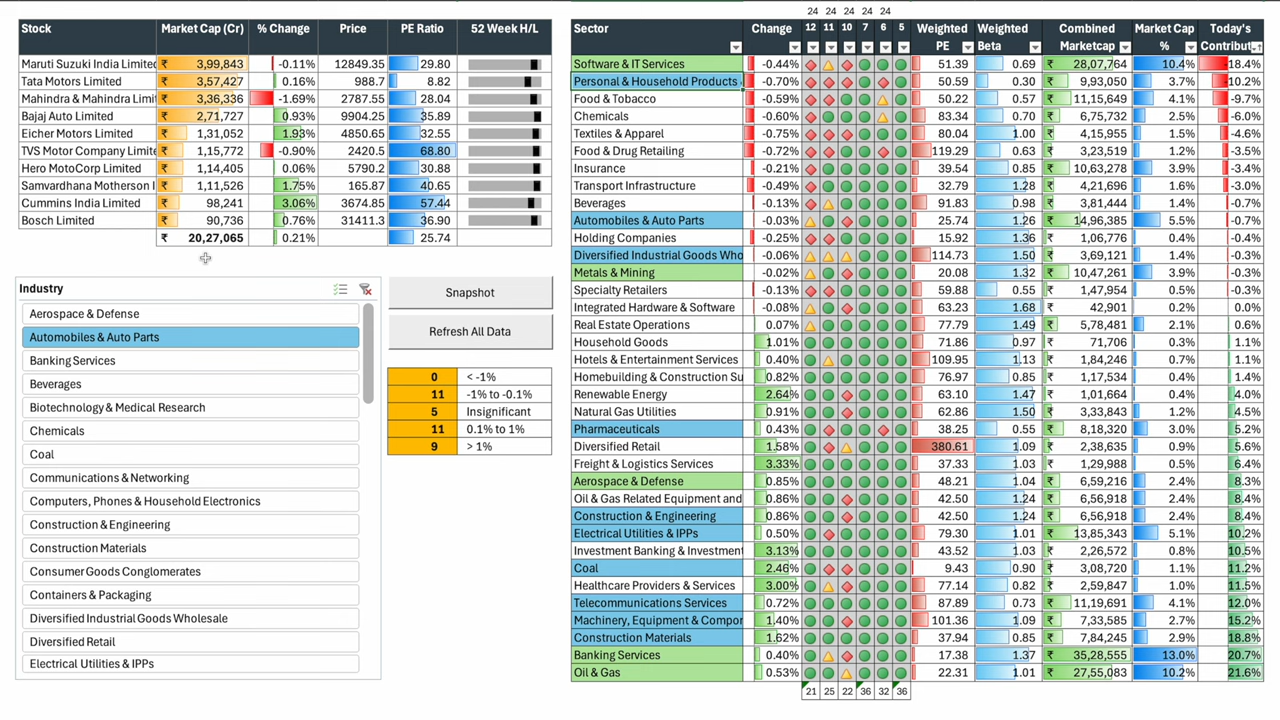 Stock Market Cap (Cr) % Change Price PE Ratio 52 Week H/L
Maruti Suzuki India Limited ₹ 3,99,843 -0.11% 12849.35 29.80
Tata Motors Limited ₹ 3,57,427 0.16% 988.7 8.82
Mahindra & Mahindra Limit ₹ 3,36,336 -1.69% 2787.55 28.04
Bajaj Auto Limited ₹ 2,71,727 0.93% 9904.25 35.89
Eicher Motors Limited ₹ 1,31,052 1.93% 4850.65 32.55
TVS Motor Company Limite ₹ 1,15,772 -0.90% 2420.5 68.80
Hero MotoCorp Limited ₹ 1,14,405 0.06% 5790.2 30.88
Samvardhana Motherson I ₹ 1,11,526 1.75% 165.87 40.65
Cummins India Limited ₹ 98,241 3.06% 3674.85 57.44
Bosch Limited ₹ 90,736 0.76% 31411.3 36.90
₹ 20,27,065 0.21% 25.74
Industry
Aerospace & Defense
Automobiles & Auto Parts
Banking Services
Beverages
Biotechnology & Medical Research
Chemicals
Coal
Communications & Networking
Computers, Phones & Household Electronics
Construction & Engineering
Construction Materials
Consumer Goods Conglomerates
Containers & Packaging
Diversified Industrial Goods Wholesale
Diversified Retail
Electrical Utilities & IPPs
Snapshot
Refresh All Data
0 < -1%
11 -1% to -0.1%
5 Insignificant
11 0.1% to 1%
9 > 1%
24 24 24 24 24
Sector Change 12 11 10 7 6 5 Weighted PE Weighted Beta Combined Marketcap Market Cap % Today's Contribut
Software & IT Services -0.44% 51.39 0.69 ₹ 28,07,764 10.4% -18.4%
Personal & Household Products -0.70% 50.59 0.30 ₹ 9,93,050 3.7% -10.2%
Food & Tobacco -0.59% 50.22 0.57 ₹ 11,15,649 4.1% -9.7%
Chemicals -0.60% 83.34 0.70 ₹ 6,75,732 2.5% -6.0%
Textiles & Apparel -0.75% 80.04 1.00 ₹ 4,15,955 1.5% -4.6%
Food & Drug Retailing -0.72% 119.29 0.63 ₹ 3,23,519 1.2% -3.5%
Insurance -0.21% 39.54 0.85 ₹ 10,63,278 3.9% -3.4%
Transport Infrastructure -0.49% 32.79 1.28 ₹ 4,21,696 1.6% -3.0%
Beverages -0.13% 91.83 0.98 ₹ 3,81,444 1.4% -0.7%
Automobiles & Auto Parts -0.03% 25.74 1.26 ₹ 14,96,385 5.5% -0.7%
Holding Companies -0.25% 15.92 1.36 ₹ 1,06,776 0.4% -0.4%
Diversified Industrial Goods Who -0.06% 114.73 1.50 ₹ 3,69,121 1.4% -0.3%
Metals & Mining -0.02% 20.08 1.32 ₹ 10,47,261 3.9% -0.3%
Specialty Retailers -0.13% 59.88 0.55 ₹ 1,47,954 0.5% -0.3%
Integrated Hardware & Software -0.08% 63.23 1.68 ₹ 42,901 0.2% 0.0%
Real Estate Operations 0.07% 77.79 1.49 ₹ 5,78,481 2.1% 0.6%
Household Goods 1.01% 71.86 0.97 ₹ 71,706 0.3% 1.1%
Hotels & Entertainment Services 0.40% 109.95 1.13 ₹ 1,84,246 0.7% 1.1%
Homebuilding & Construction Su 0.82% 76.97 0.85 ₹ 1,17,534 0.4% 1.4%
Renewable Energy 2.64% 63.10 1.47 ₹ 1,01,664 0.4% 4.0%
Natural Gas Utilities 0.91% 62.86 1.50 ₹ 3,33,843 1.2% 4.5%
Pharmaceuticals 0.43% 38.25 0.55 ₹ 8,18,320 3.0% 5.2%
Diversified Retail 1.58% 380.61 1.09 ₹ 2,38,635 0.9% 5.6%
Freight & Logistics Services 3.33% 37.33 1.03 ₹ 1,29,988 0.5% 6.4%
Aerospace & Defense 0.85% 48.21 1.04 ₹ 6,59,216 2.4% 8.3%
Oil & Gas Related Equipment and 0.86% 42.50 1.24 ₹ 6,56,918 2.4% 8.4%
Construction & Engineering 0.86% 42.50 1.24 ₹ 6,56,918 2.4% 8.4%
Electrical Utilities & IPPs 0.50% 79.30 1.01 ₹ 13,85,343 5.1% 10.2%
Investment Banking & Investment 3.13% 43.52 1.03 ₹ 2,26,572 0.8% 10.5%
Coal 2.46% 9.43 0.90 ₹ 3,08,720 1.1% 11.2%
Healthcare Providers & Services 3.00% 77.14 0.82 ₹ 2,59,847 1.0% 11.5%
Telecommunications Services 0.72% 87.89 0.73 ₹ 11,19,691 4.1% 12.0%
Machinery, Equipment & Compor 1.40% 101.36 1.09 ₹ 7,33,585 2.7% 15.2%
Construction Materials 1.62% 37.94 0.85 ₹ 7,84,245 2.9% 18.8%
Banking Services 0.40% 17.38 1.37 ₹ 35,28,555 13.0% 20.7%
Oil & Gas 0.53% 22.31 1.01 ₹ 27,55,083 10.2% 21.6%
21 25 22 36 32 36